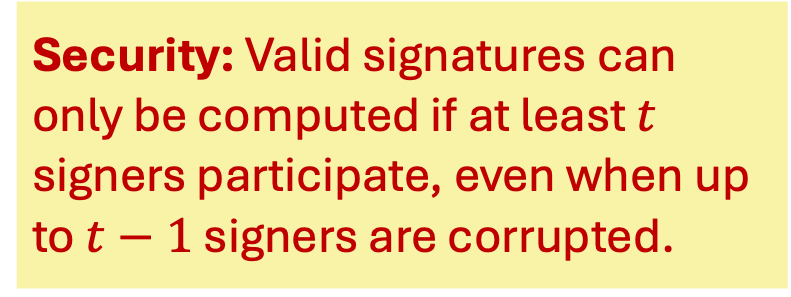 Security: Valid signatures can
only be computed if at least t
signers participate, even when up
to t − 1 signers are corrupted.